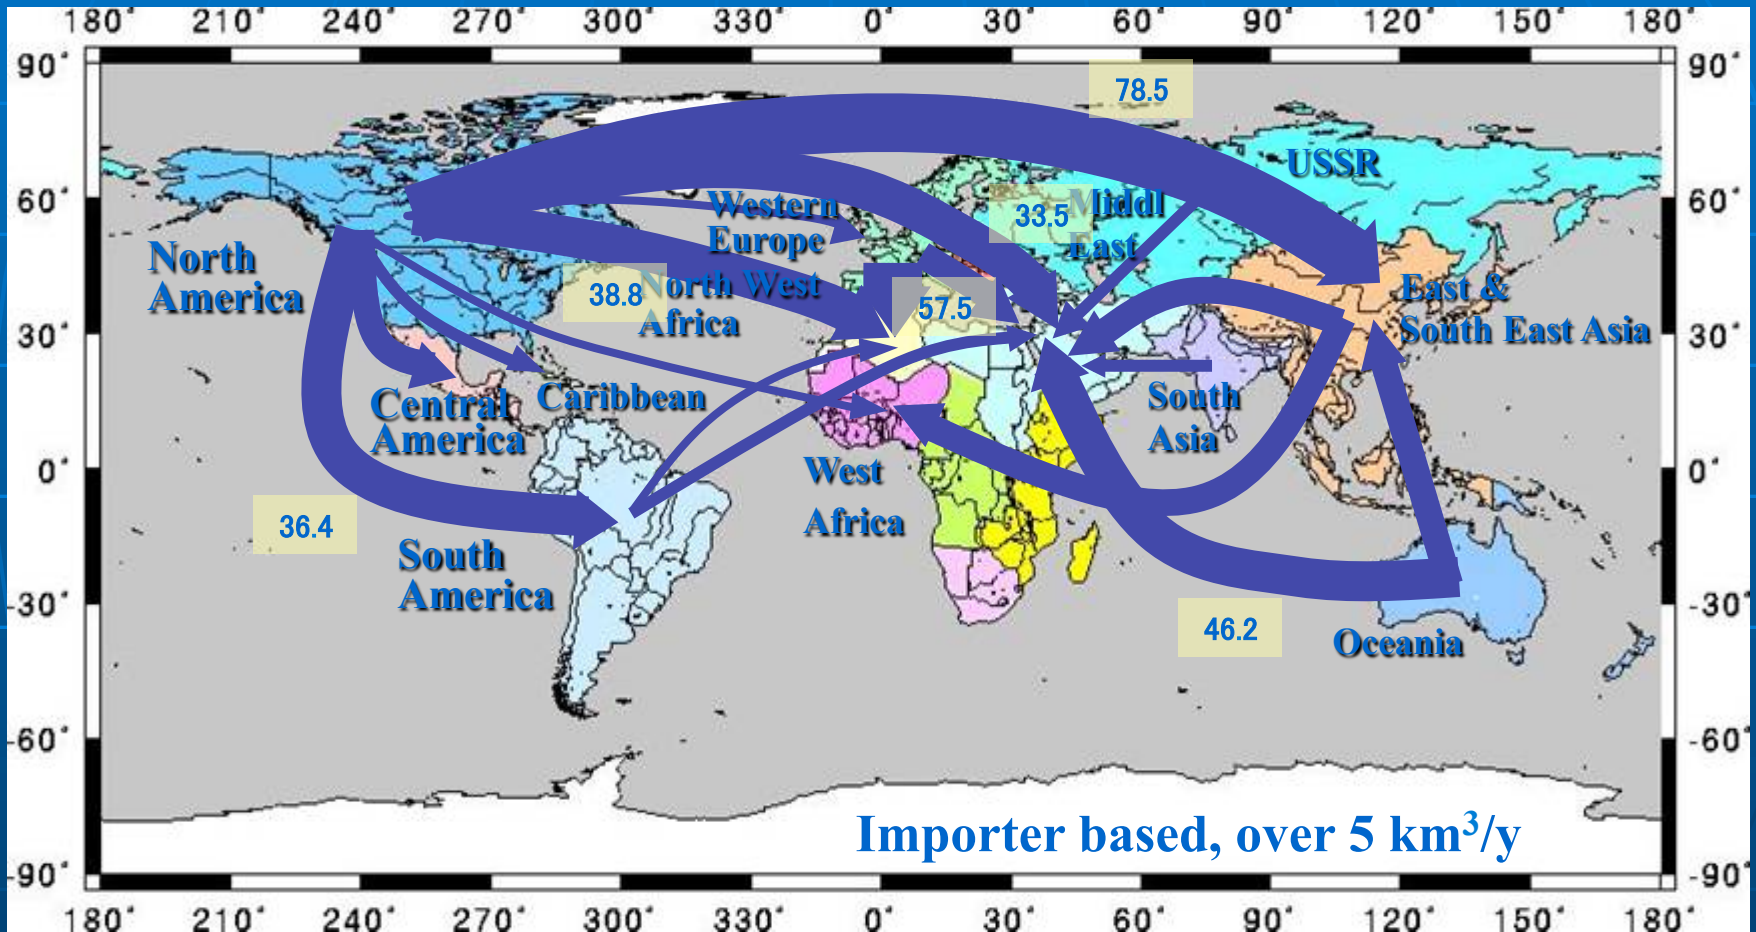 180° 210° 240° 270° 300° 330° 0° 30° 60° 90° 120° 150° 180°
90° 90°
78.5
USSR
60° 60°
Western
Europe
33.5
Middl
East
North
America
38.8
North West
Africa
57.5
East &
South East Asia
30° 30°
Central
America
Caribbean
South
Asia
0° 0°
West
Africa
36.4
South
America
-30° -30°
46.2
Oceania
-60° -60°
Importer based, over 5 km³/y
-90° -90°
180° 210° 240° 270° 300° 330° 0° 30° 60° 90° 120° 150° 180°